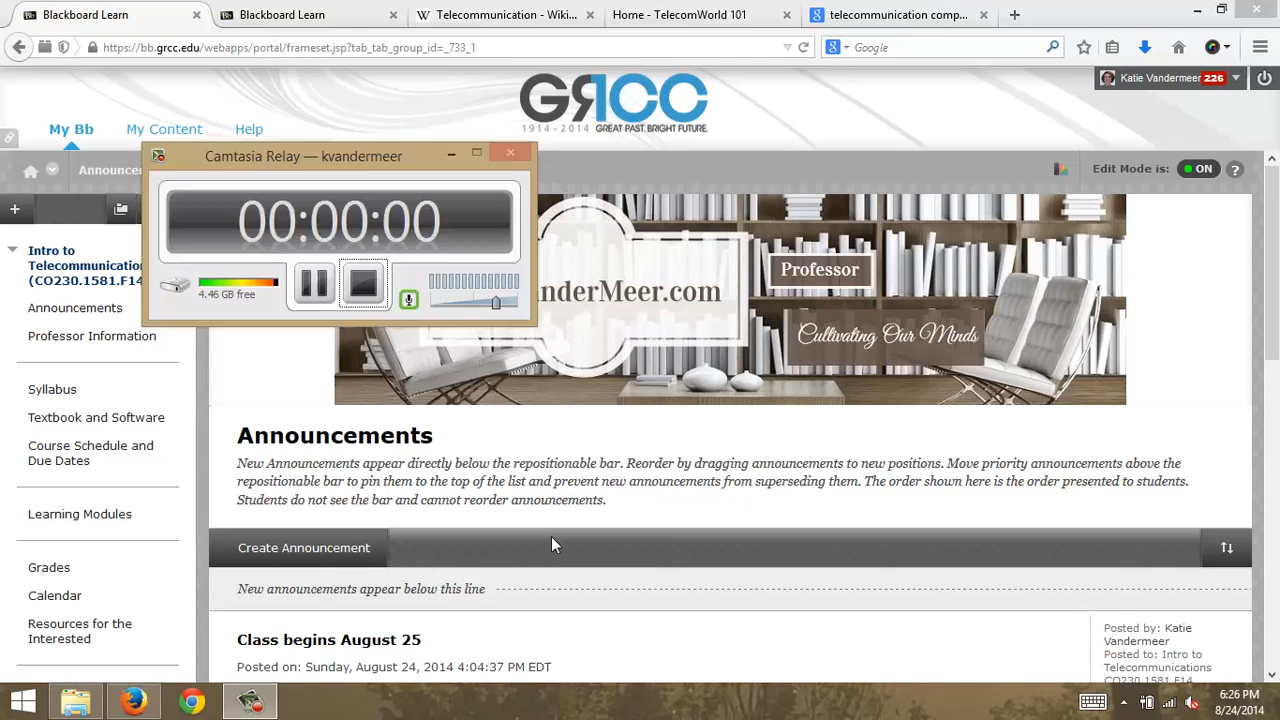 Blackboard Learn
Blackboard Learn
Telecommunication - Wiki...
Home - TelecomWorld 101
telecommunication comp...
https://bb.grcc.edu/webapps/portal/frameset.jsp?tab_tab_group_id=_733_1
Google
GRCC
1914 - 2014 GREAT PAST. BRIGHT FUTURE.
Katie Vandermeer 226
My Bb
My Content
Help
Camtasia Relay — kvandermeer
00:00:00
4.46 GB free
Announcer
Edit Mode is:
ON
?
anderMeer.com
Professor
Cultivating Our Minds
Intro to
Telecommunication
(CO230.1581.F14
Announcements
Professor Information
Syllabus
Textbook and Software
Course Schedule and
Due Dates
Learning Modules
Grades
Calendar
Resources for the
Interested
Announcements
New Announcements appear directly below the repositionable bar. Reorder by dragging announcements to new positions. Move priority announcements above the
repositionable bar to pin them to the top of the list and prevent new announcements from superseding them. The order shown here is the order presented to students.
Students do not see the bar and cannot reorder announcements.
Create Announcement
New announcements appear below this line
Class begins August 25
Posted on: Sunday, August 24, 2014 4:04:37 PM EDT
Posted by: Katie
Vandermeer
Posted to: Intro to
Telecommunications
CO230.1581.F14
6:26 PM
8/24/2014